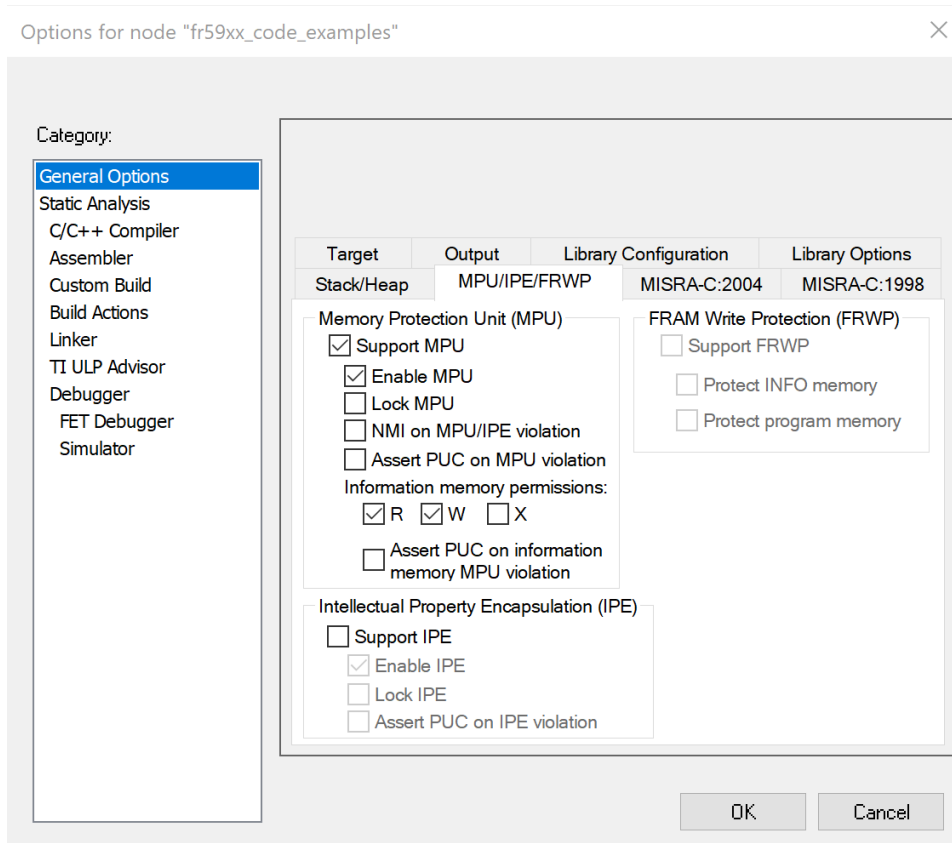 Options for node "fr59xx_code_examples"
Category:
General Options
Static Analysis
C/C++ Compiler
Assembler
Custom Build
Build Actions
Linker
TI ULP Advisor
Debugger
FET Debugger
Simulator
Target Output Library Configuration Library Options
Stack/Heap MPU/IPE/FRWP MISRA-C:2004 MISRA-C:1998
Memory Protection Unit (MPU)
Support MPU
Enable MPU
Lock MPU
NMI on MPU/IPE violation
Assert PUC on MPU violation
Information memory permissions:
R W X
Assert PUC on information
memory MPU violation
Intellectual Property Encapsulation (IPE)
Support IPE
Enable IPE
Lock IPE
Assert PUC on IPE violation
FRAM Write Protection (FRWP)
Support FRWP
Protect INFO memory
Protect program memory
OK Cancel